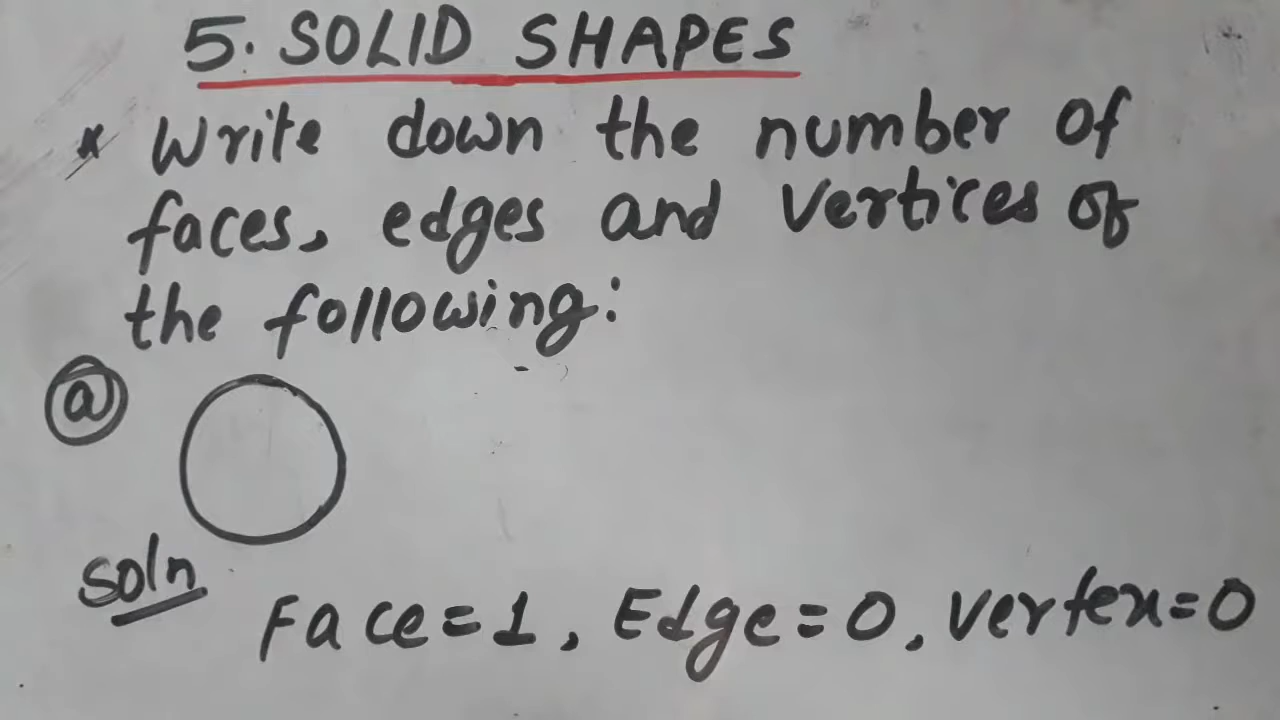 5. SOLID SHAPES
* Write down the number of
faces, edges and vertices of
the following:
ⓐ
Soln
Face=1, Edge=0, vertex=0